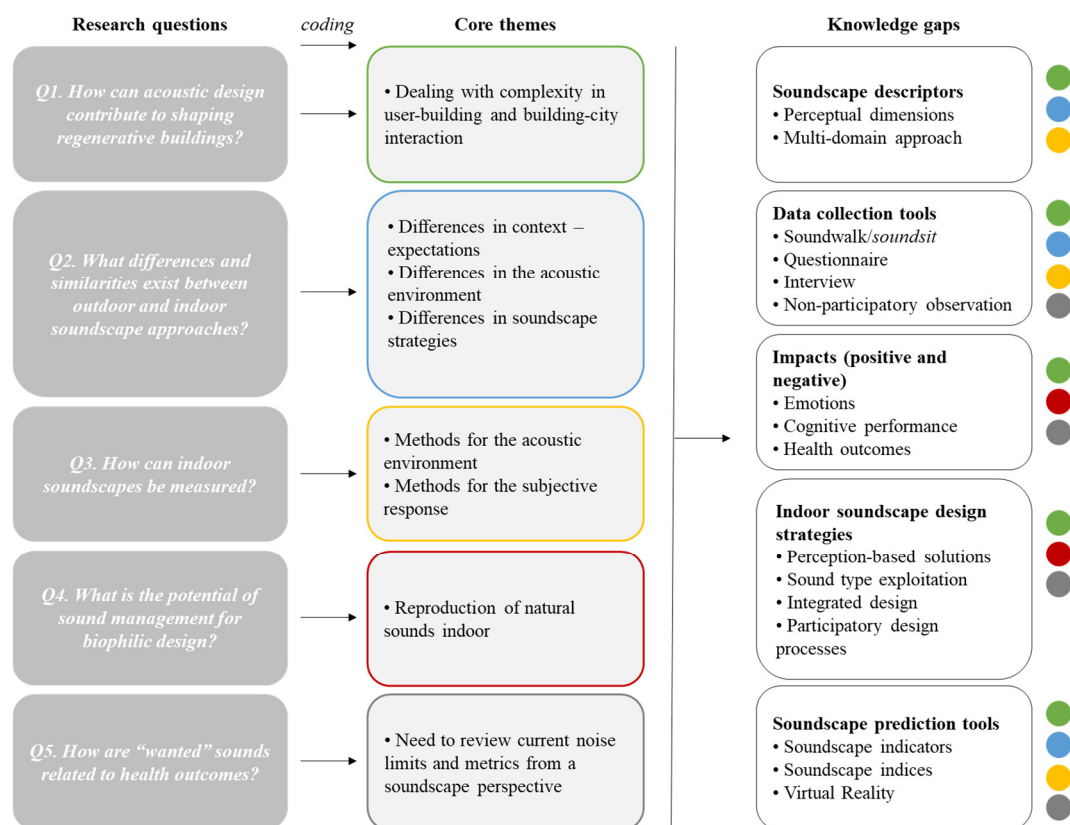 Research questions
coding
Core themes
Knowledge gaps
Q1. How can acoustic design
contribute to shaping
regenerative buildings?
• Dealing with complexity in
user-building and building-city
interaction
Soundscape descriptors
• Perceptual dimensions
• Multi-domain approach
Q2. What differences and
similarities exist between
outdoor and indoor
soundscape approaches?
• Differences in context –
expectations
• Differences in the acoustic
environment
• Differences in soundscape
strategies
Data collection tools
• Soundwalk/soundsit
• Questionnaire
• Interview
• Non-participatory observation
Impacts (positive and
negative)
• Emotions
• Cognitive performance
• Health outcomes
Q3. How can indoor
soundscapes be measured?
• Methods for the acoustic
environment
• Methods for the subjective
response
Indoor soundscape design
strategies
• Perception-based solutions
• Sound type exploitation
• Integrated design
• Participatory design
processes
Q4. What is the potential of
sound management for
biophilic design?
• Reproduction of natural
sounds indoor
Q5. How are “wanted” sounds
related to health outcomes?
• Need to review current noise
limits and metrics from a
soundscape perspective
Soundscape prediction tools
• Soundscape indicators
• Soundscape indices
• Virtual Reality